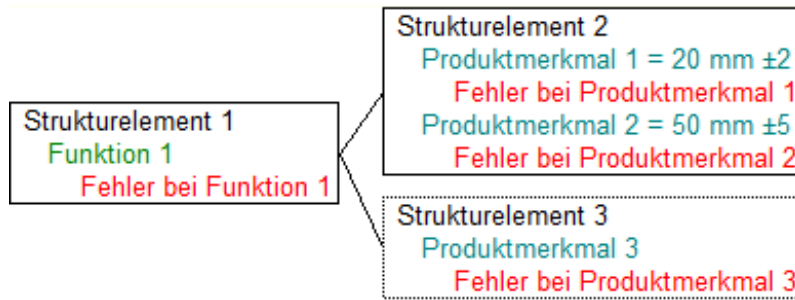 Strukturelement 1
Funktion 1
Fehler bei Funktion 1
Strukturelement 2
Produktmerkmal 1 = 20 mm ±2
Fehler bei Produktmerkmal 1
Produktmerkmal 2 = 50 mm ±5
Fehler bei Produktmerkmal 2
Strukturelement 3
Produktmerkmal 3
Fehler bei Produktmerkmal 3